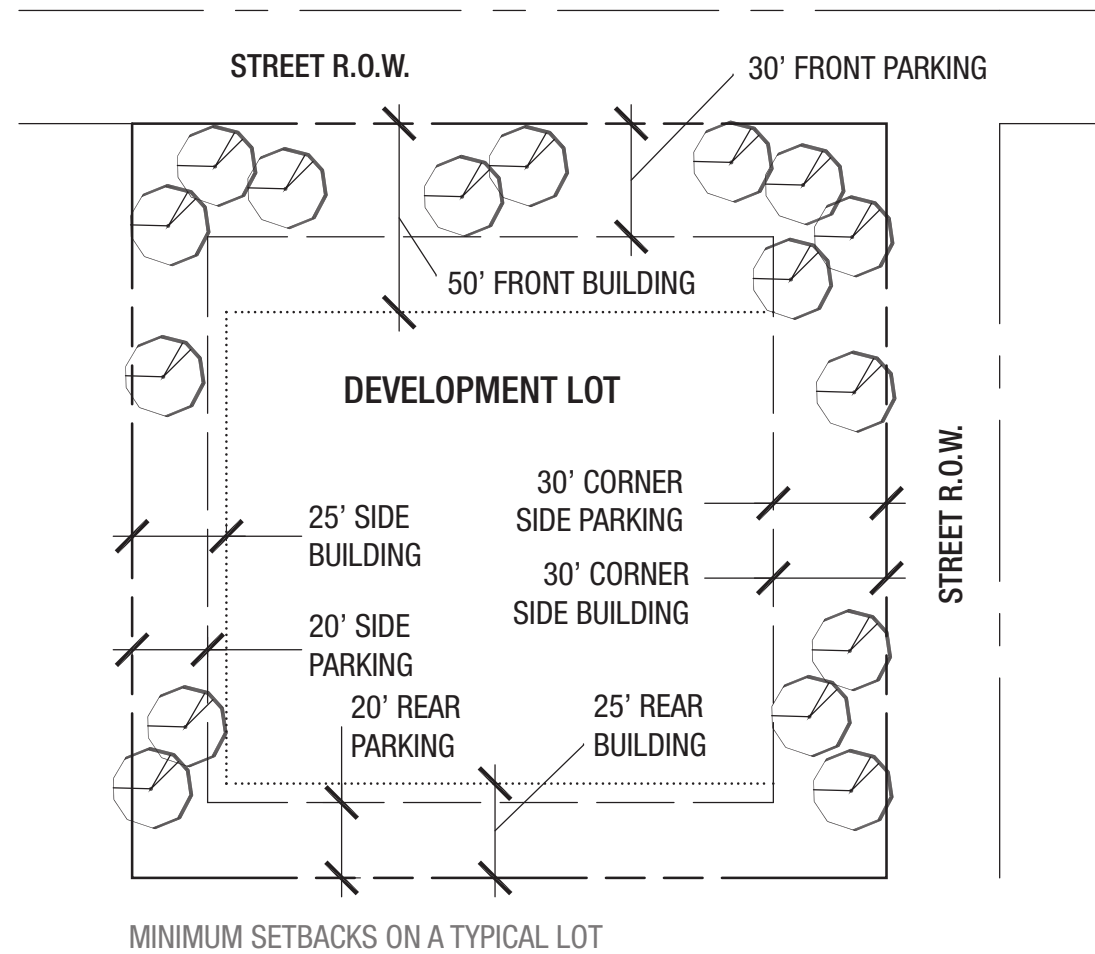 STREET R.O.W.
30’ FRONT PARKING
50’ FRONT BUILDING
DEVELOPMENT LOT
30’ CORNER
SIDE PARKING
STREET R.O.W.
25’ SIDE
BUILDING
30’ CORNER
SIDE BUILDING
20’ SIDE
PARKING
20’ REAR
PARKING
25’ REAR
BUILDING
MINIMUM SETBACKS ON A TYPICAL LOT